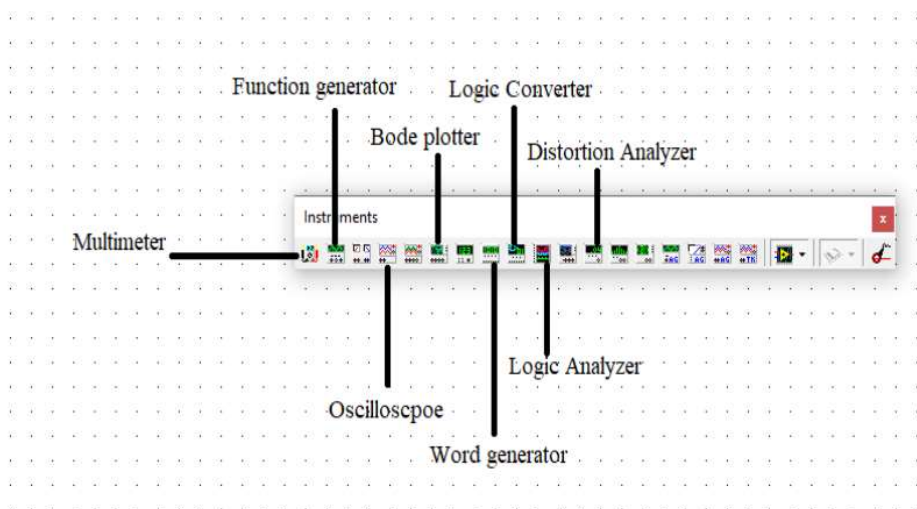 Function generator
Logic Converter
Bode plotter
Distortion Analyzer
Instruments
x
Multimeter
Logic Analyzer
Oscilloscpoe
Word generator